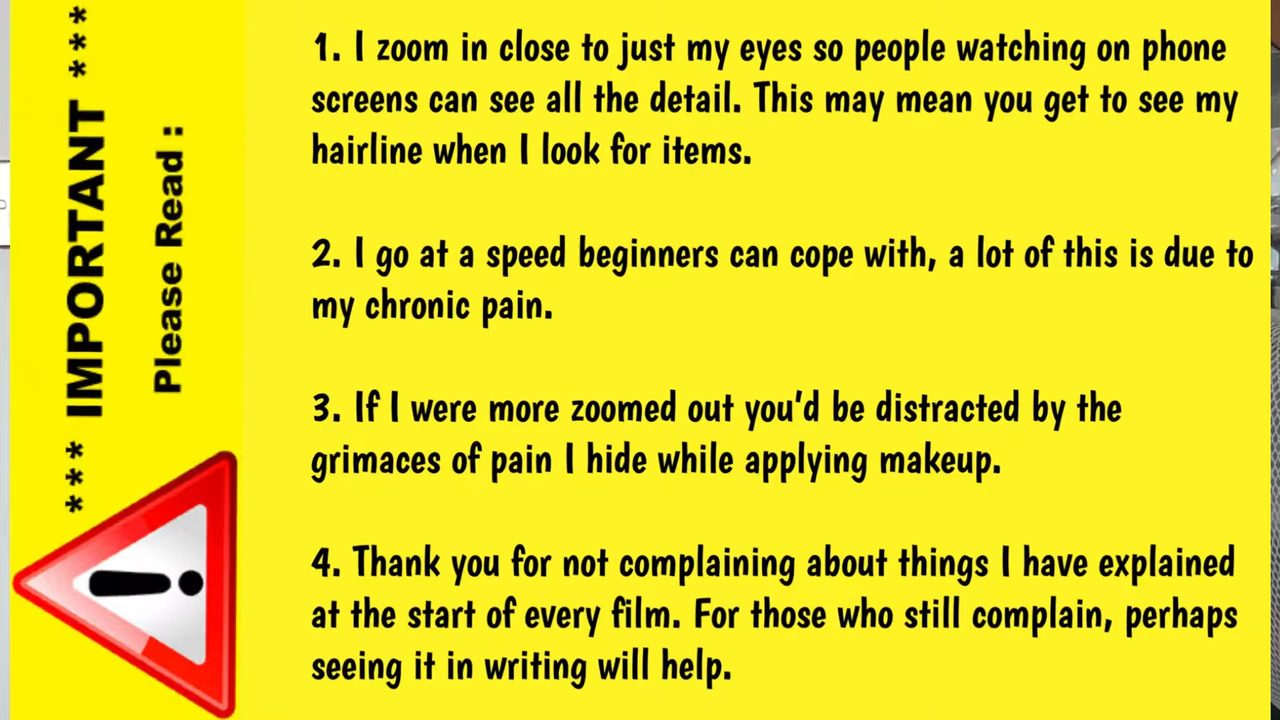 *** IMPORTANT ***
Please Read :
1. I zoom in close to just my eyes so people watching on phone
screens can see all the detail. This may mean you get to see my
hairline when I look for items.
2. I go at a speed beginners can cope with, a lot of this is due to
my chronic pain.
3. If I were more zoomed out you'd be distracted by the
grimaces of pain I hide while applying makeup.
4. Thank you for not complaining about things I have explained
at the start of every film. For those who still complain, perhaps
seeing it in writing will help.